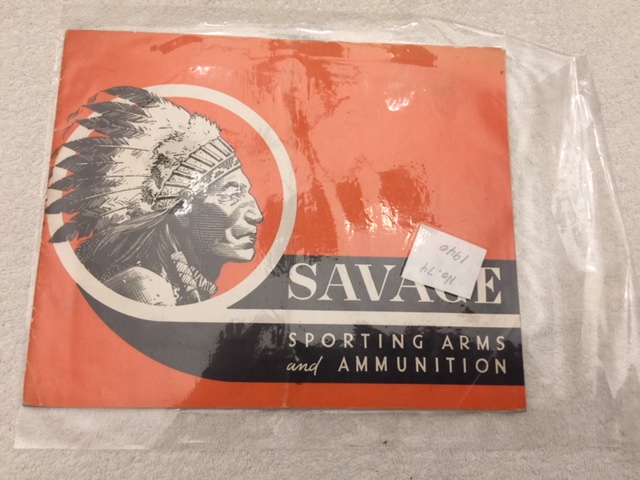 SAVAGE
SPORTING ARMS
and AMMUNITION
No. 74
1940